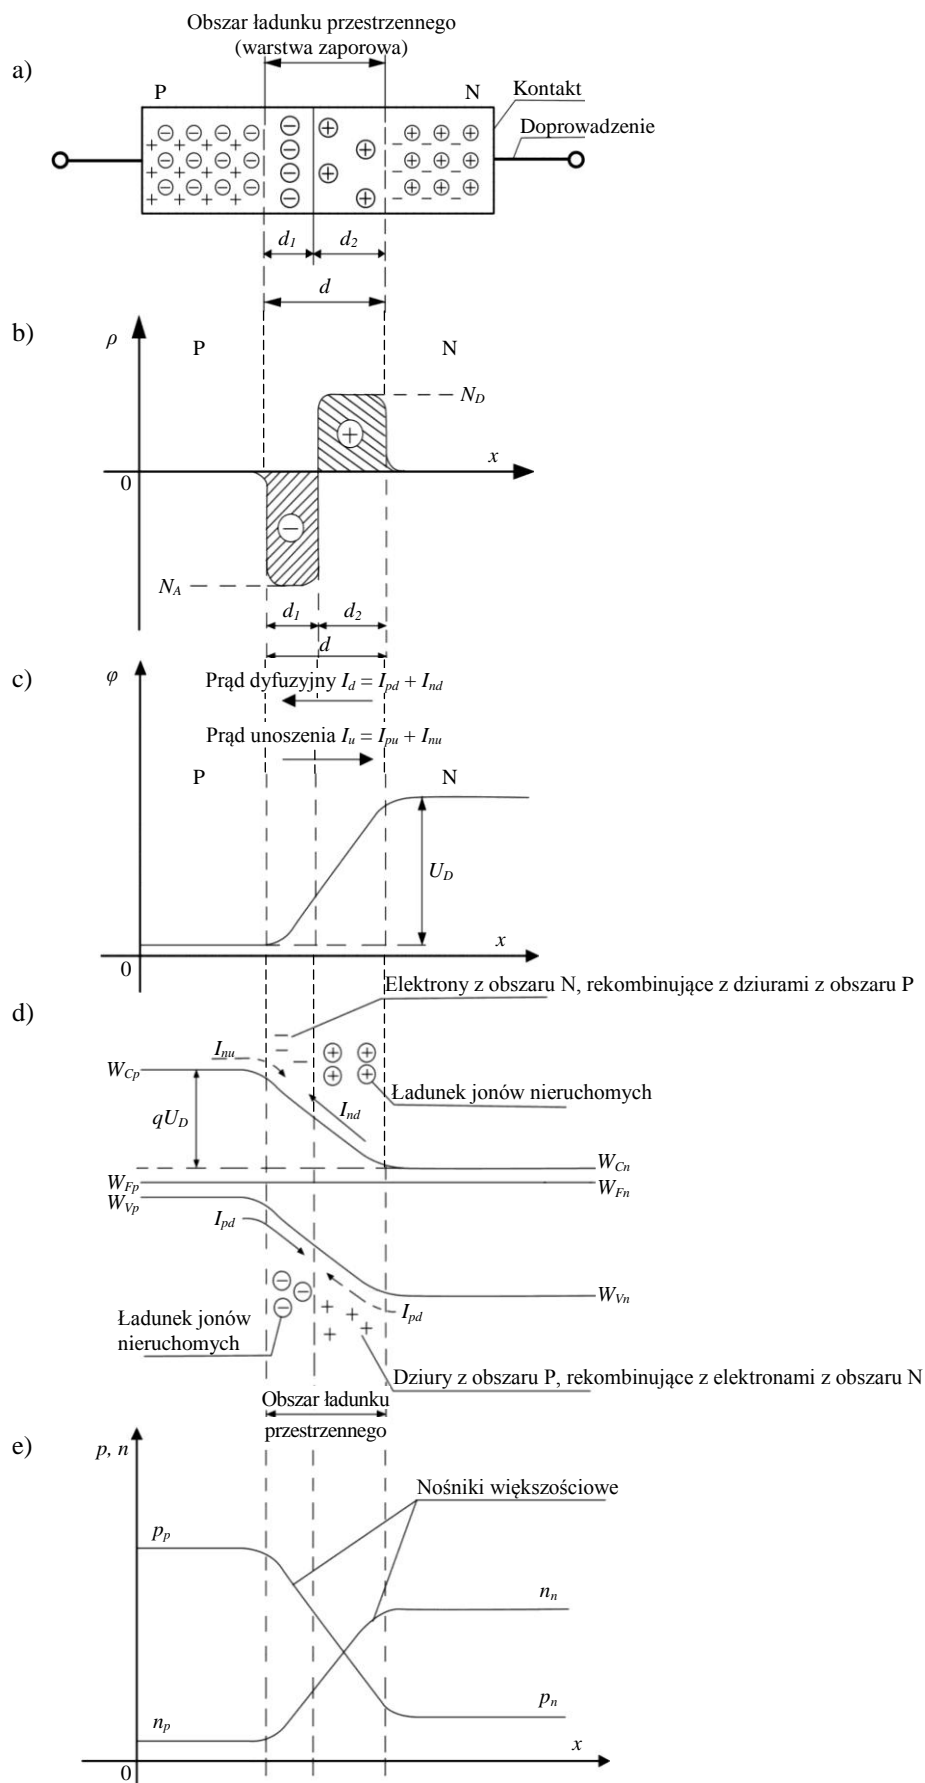 Obszar ładunku przestrzennego
(warstwa zaporowa)
a)
P
N
Kontakt
Doprowadzenie
d1
d2
d
b)
ρ
P
N
ND
x
0
NA
d1
d2
d
c)
φ
Prąd dyfuzyjny Id = Ipd + Ind
Prąd unoszenia Iu = Ipu + Inu
P
N
UD
x
0
Elektrony z obszaru N, rekombinujące z dziurami z obszaru P
d)
Inu
WCp
Ładunek jonów nieruchomych
Ind
qUD
WCn
WFp
WFn
WVp
Ipd
WVn
Ipd
Ładunek jonów
nieruchomych
Dziury z obszaru P, rekombinujące z elektronami z obszaru N
Obszar ładunku
przestrzennego
e)
p, n
Nośniki większościowe
pp
nn
pn
np
x
0